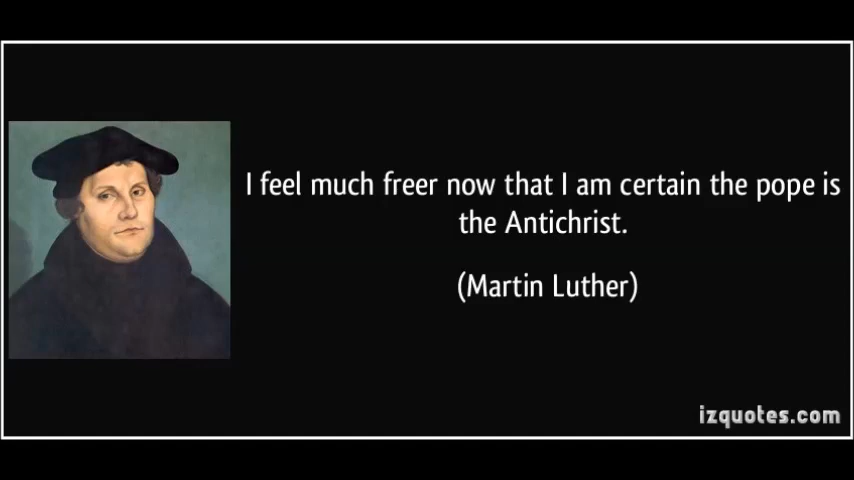 I feel much freer now that I am certain the pope is
the Antichrist.
(Martin Luther)
izquotes.com